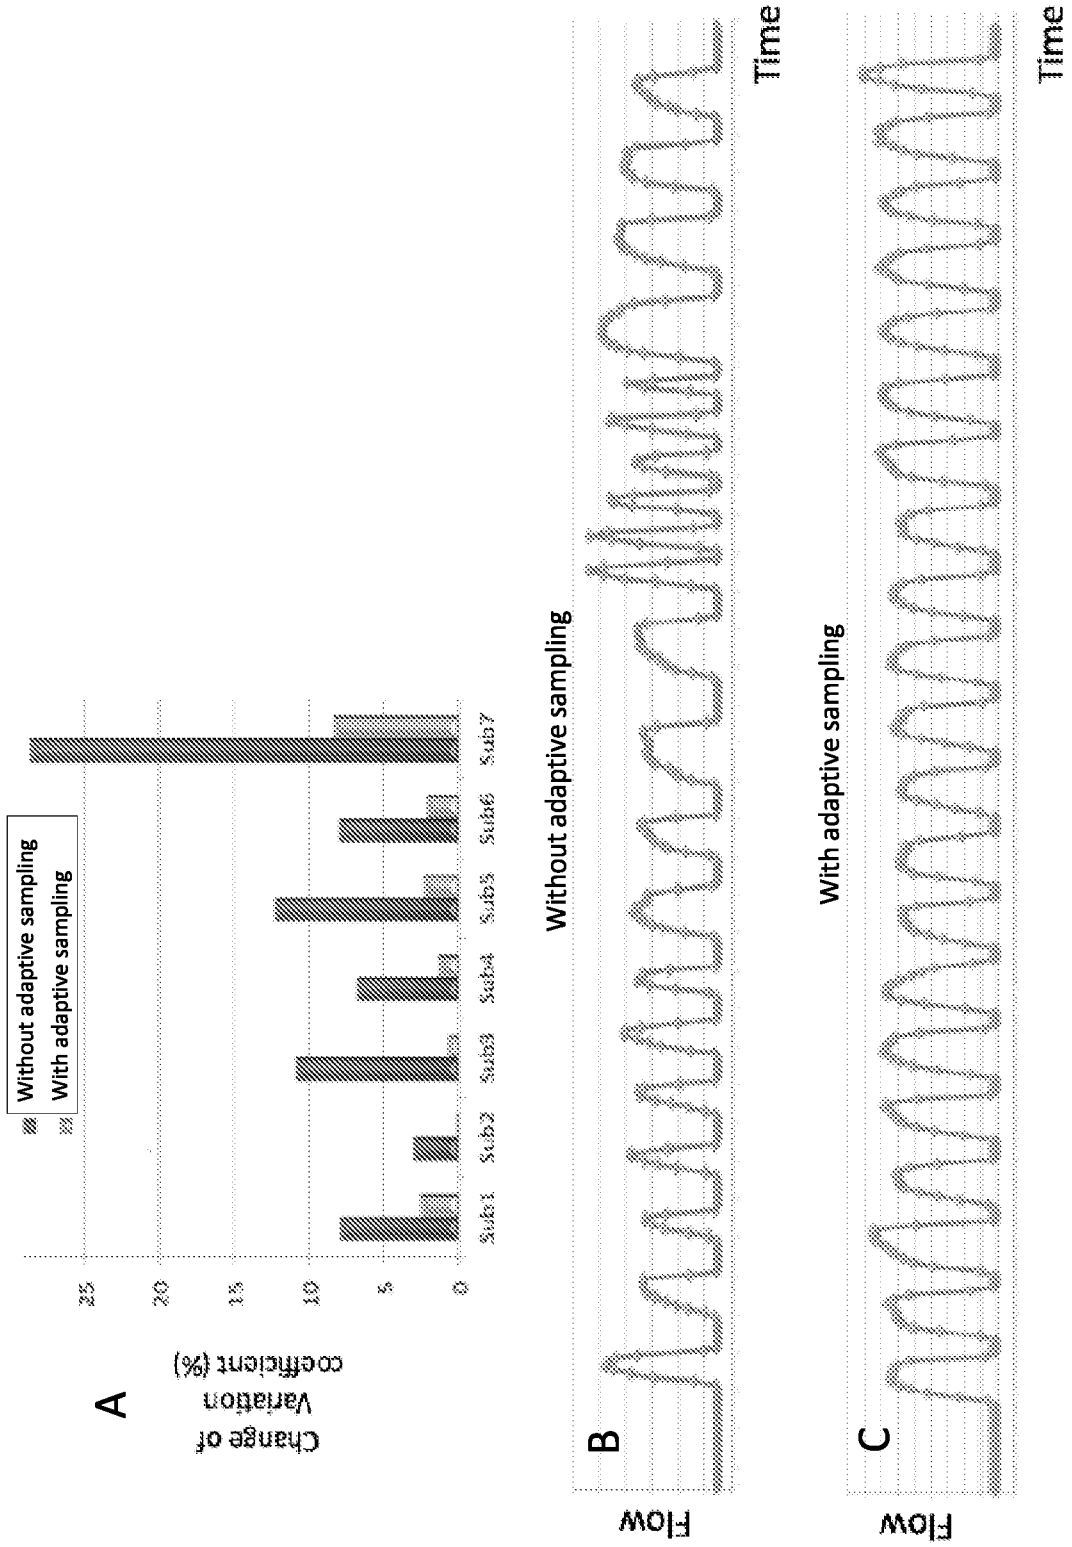 A
Without adaptive sampling
With adaptive sampling
Change of
Variation
coefficient (%)
25
20
15
10
5
0
Sub1 Sub2 Sub3 Sub4 Sub5 Sub6 Sub7
B
Without adaptive sampling
Flow
Time
C
With adaptive sampling
Flow
Time